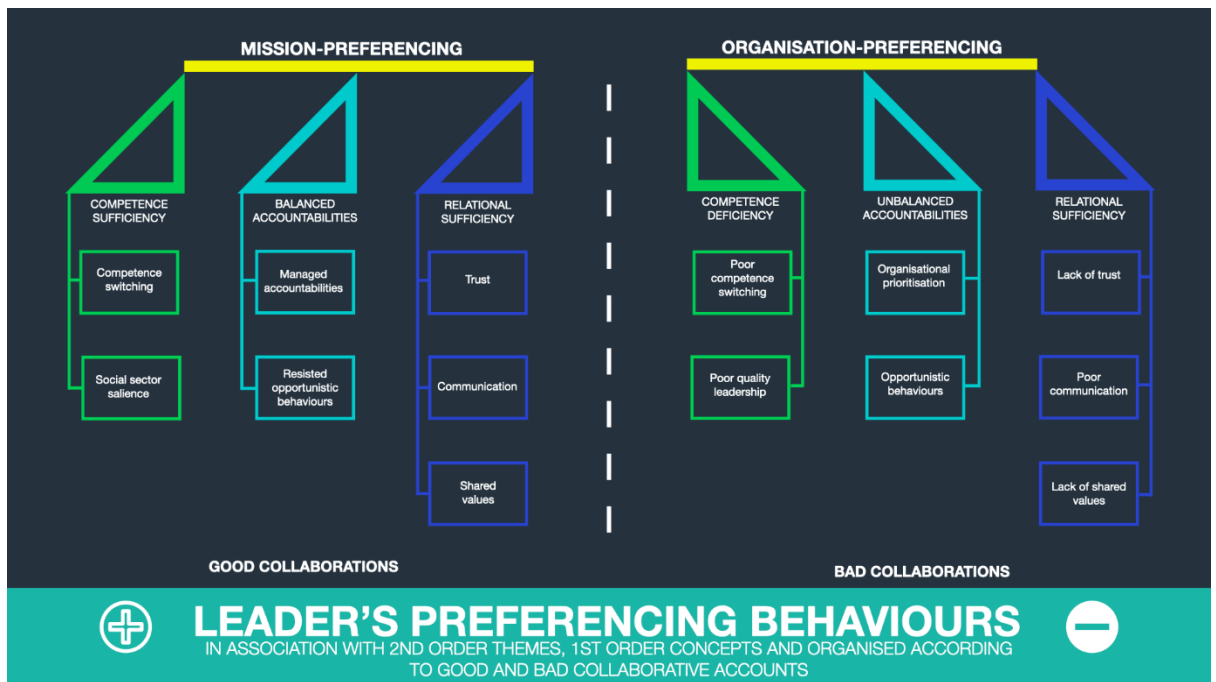 MISSION-PREFERENCING
COMPETENCE
SUFFICIENCY
Competence
switching
Social sector
salience
BALANCED
ACCOUNTABILITIES
Managed
accountabilities
Resisted
opportunistic
behaviours
RELATIONAL
SUFFICIENCY
Trust
Communication
Shared
values
GOOD COLLABORATIONS
ORGANISATION-PREFERENCING
COMPETENCE
DEFICIENCY
Poor
competence
switching
Poor quality
leadership
UNBALANCED
ACCOUNTABILITIES
Organisational
prioritisation
Opportunistic
behaviours
RELATIONAL
SUFFICIENCY
Lack of trust
Poor
communication
Lack of shared
values
BAD COLLABORATIONS
LEADER'S PREFERENCING BEHAVIOURS
IN ASSOCIATION WITH 2ND ORDER THEMES, 1ST ORDER CONCEPTS AND ORGANISED ACCORDING
TO GOOD AND BAD COLLABORATIVE ACCOUNTS